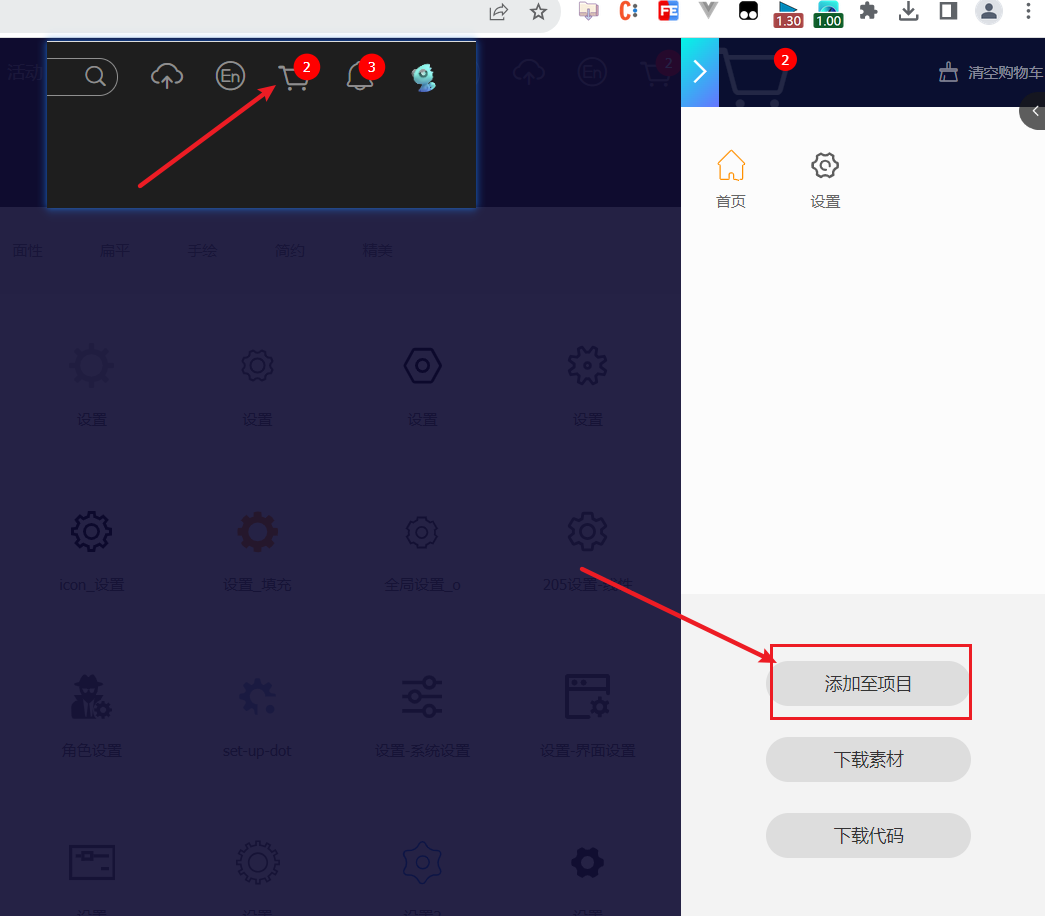 1.30
1.00
活动
En
2
3
En
2
2
清空购物车
首页
设置
面性
扁平
手绘
简约
精美
设置
设置
设置
设置
icon_设置
设置_填充
全局设置_o
205设置-线性
角色设置
set-up-dot
设置-系统设置
设置-界面设置
添加至项目
下载素材
下载代码